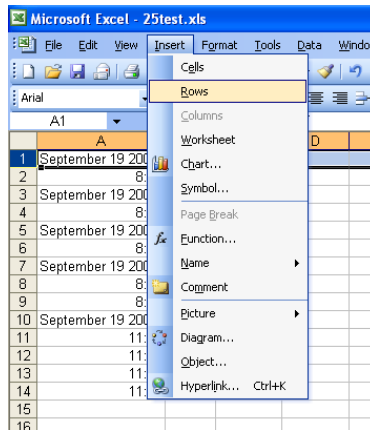 Microsoft Excel - 25test.xls
File Edit View Insert Format Tools Data Windo
Arial
A1
A D
1 September 19 200
2 8:
3 September 19 200
4 8:
5 September 19 200
6 8:
7 September 19 200
8 8:
9 8:
10 September 19 200
11 11:
12 11:
13 11:
14 11:
15
16
Cells
Rows
Columns
Worksheet
Chart...
Symbol...
Page Break
fx Function...
Name
Comment
Picture
Diagram...
Object...
Hyperlink... Ctrl+K